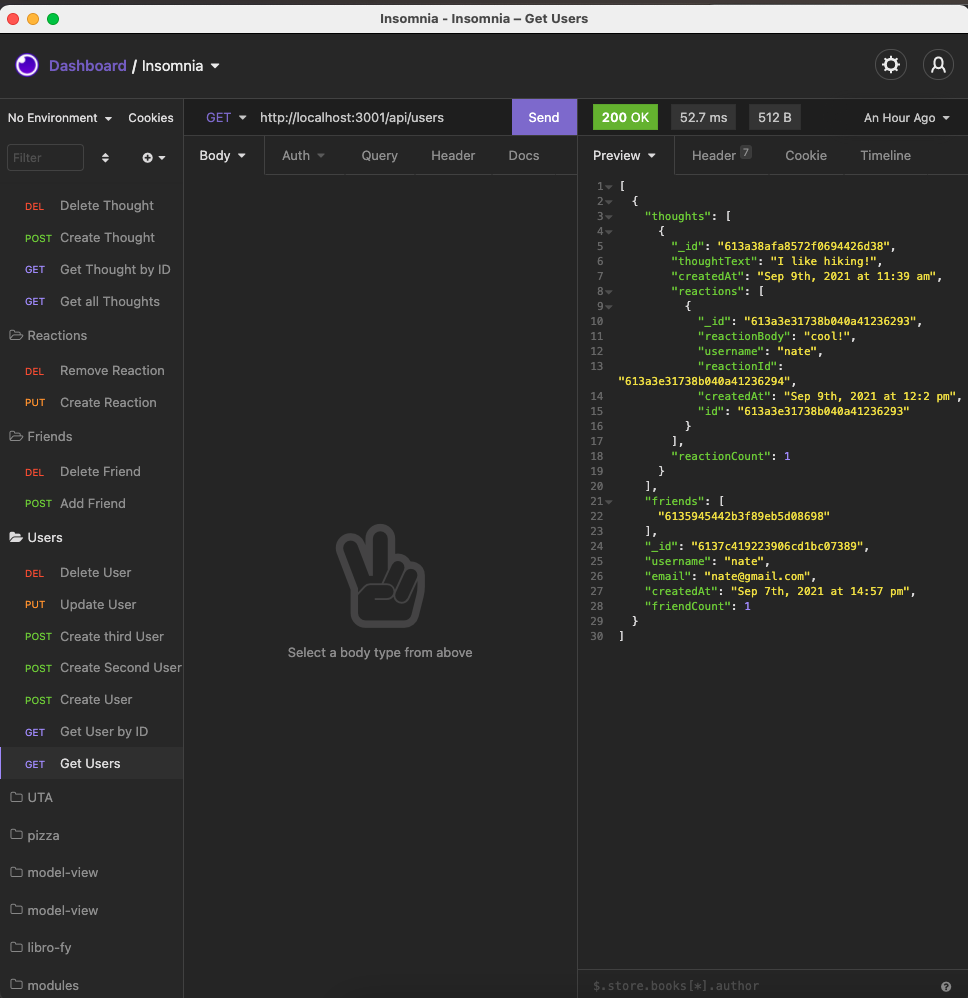 Insomnia - Insomnia – Get Users
Dashboard / Insomnia
No Environment Cookies
Filter
DEL Delete Thought
POST Create Thought
GET Get Thought by ID
GET Get all Thoughts
Reactions
DEL Remove Reaction
PUT Create Reaction
Friends
DEL Delete Friend
POST Add Friend
Users
DEL Delete User
PUT Update User
POST Create third User
POST Create Second User
POST Create User
GET Get User by ID
GET Get Users
UTA
pizza
model-view
model-view
libro-fy
modules
GET http://localhost:3001/api/users Send
Body Auth Query Header Docs
Select a body type from above
200 OK 52.7 ms 512 B An Hour Ago
Preview Header 7 Cookie Timeline
1 [
2 {
3 "thoughts": [
4 {
5 "_id": "613a38afa8572f0694426d38",
6 "thoughtText": "I like hiking!",
7 "createdAt": "Sep 9th, 2021 at 11:39 am",
8 "reactions": [
9 {
10 "_id": "613a3e31738b040a41236293",
11 "reactionBody": "cool!",
12 "username": "nate",
13 "reactionId":
"613a3e31738b040a41236294",
14 "createdAt": "Sep 9th, 2021 at 12:2 pm",
15 "id": "613a3e31738b040a41236293"
16 }
17 ],
18 "reactionCount": 1
19 }
20 ],
21 "friends": [
22 "6135945442b3f89eb5d08698"
23 ],
24 "_id": "6137c419223906cd1bc07389",
25 "username": "nate",
26 "email": "nate@gmail.com",
27 "createdAt": "Sep 7th, 2021 at 14:57 pm",
28 "friendCount": 1
29 }
30 ]
$.store.books[*].author